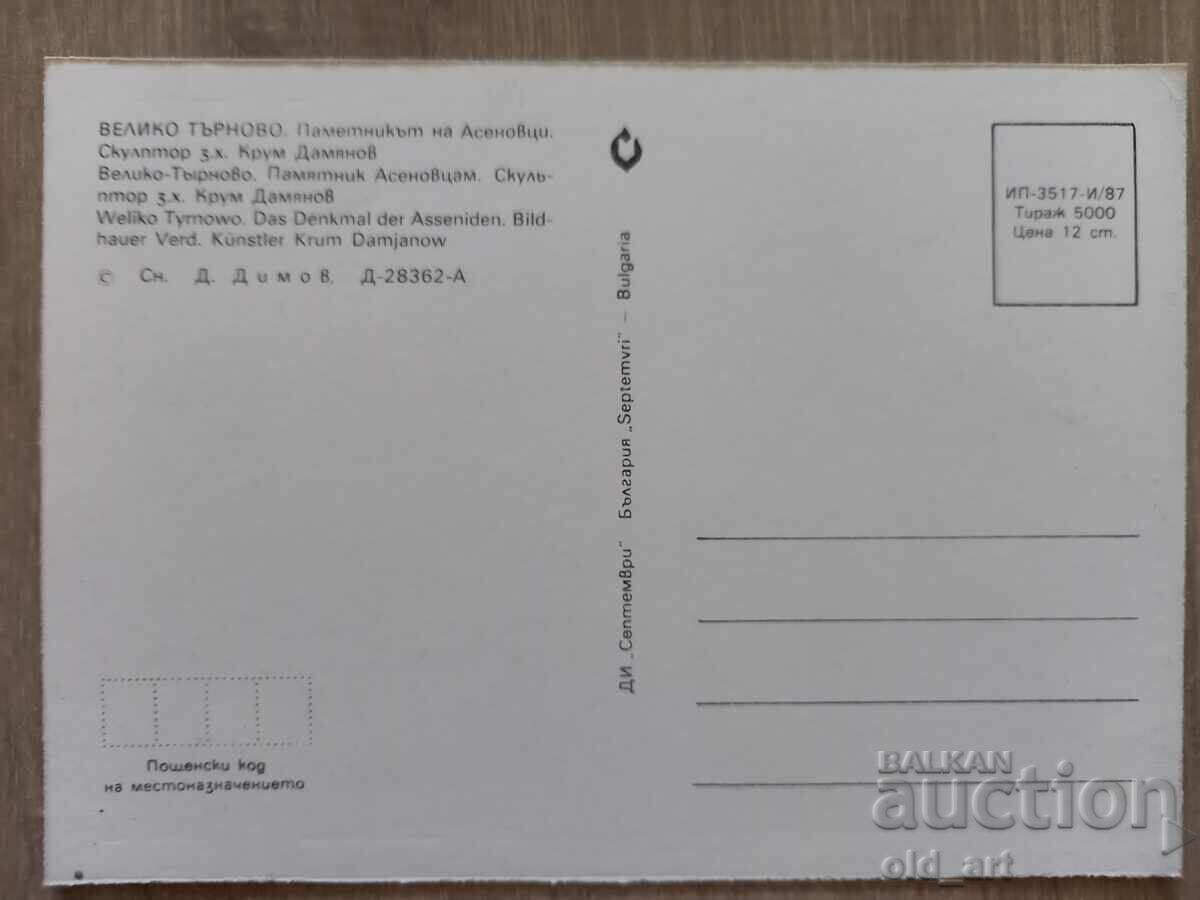 ВЕЛИКО ТЪРНОВО. Паметникът на Асеновци.
Скулптор з.х. Крум Дамянов
Велико-Тырново. Памятник Асеновцам. Скуль-
птор з.х. Крум Дамянов
Weliko Tyrnowo. Das Denkmal der Asseniden. Bild-
hauer Verd. Künstler Krum Damjanow
© Сн. Д. Димов, Д-28362-А
Пощенски код
на местоназначението
ДИ „Септември" България „Septemvri" – Bulgaria
ИП-3517-И/87
Тираж 5000
Цена 12 ст.
BALKAN
auction
old_art